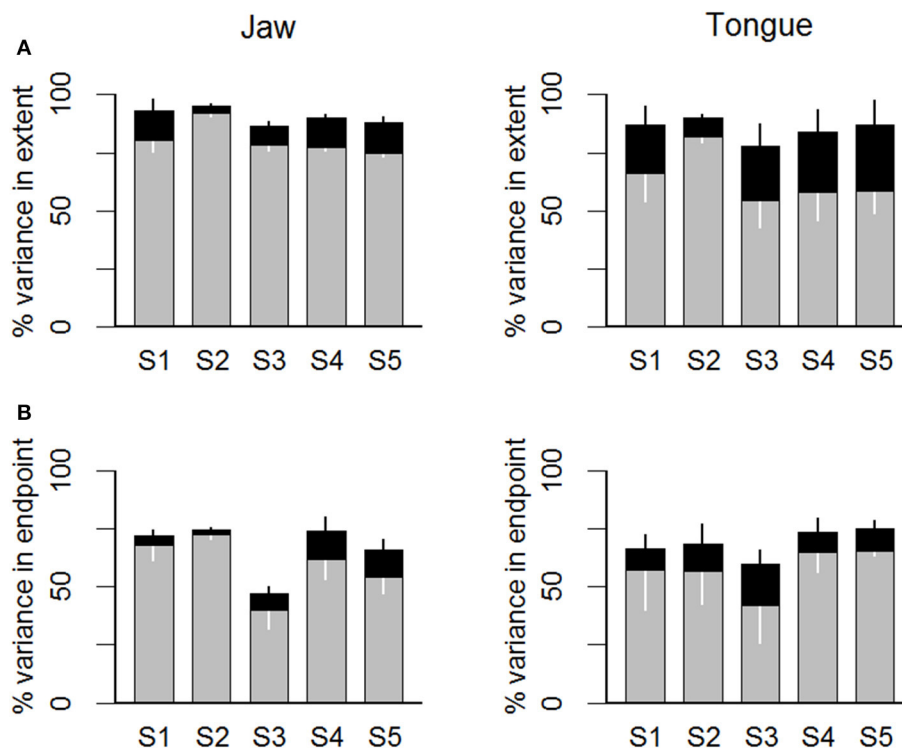 Jaw
Tongue
A
% variance in extent
0
50
100
S1 S2 S3 S4 S5
% variance in extent
0
50
100
S1 S2 S3 S4 S5
B
% variance in endpoint
0
50
100
S1 S2 S3 S4 S5
% variance in endpoint
0
50
100
S1 S2 S3 S4 S5